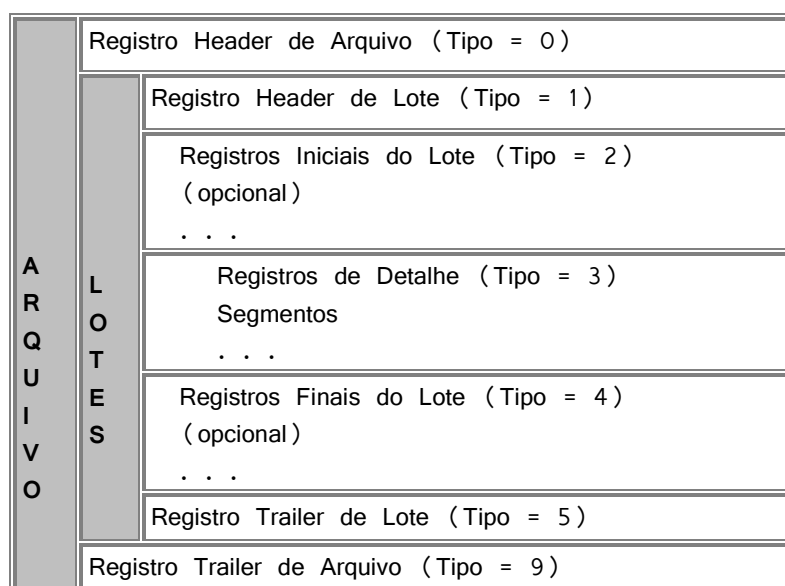 Registro Header de Arquivo (Tipo = 0)
Registro Header de Lote (Tipo = 1)
Registros Iniciais do Lote (Tipo = 2)
(opcional)
. . .
ARQUIVO
LOTES
Registros de Detalhe (Tipo = 3)
Segmentos
. . .
Registros Finais do Lote (Tipo = 4)
(opcional)
. . .
Registro Trailer de Lote (Tipo = 5)
Registro Trailer de Arquivo (Tipo = 9)